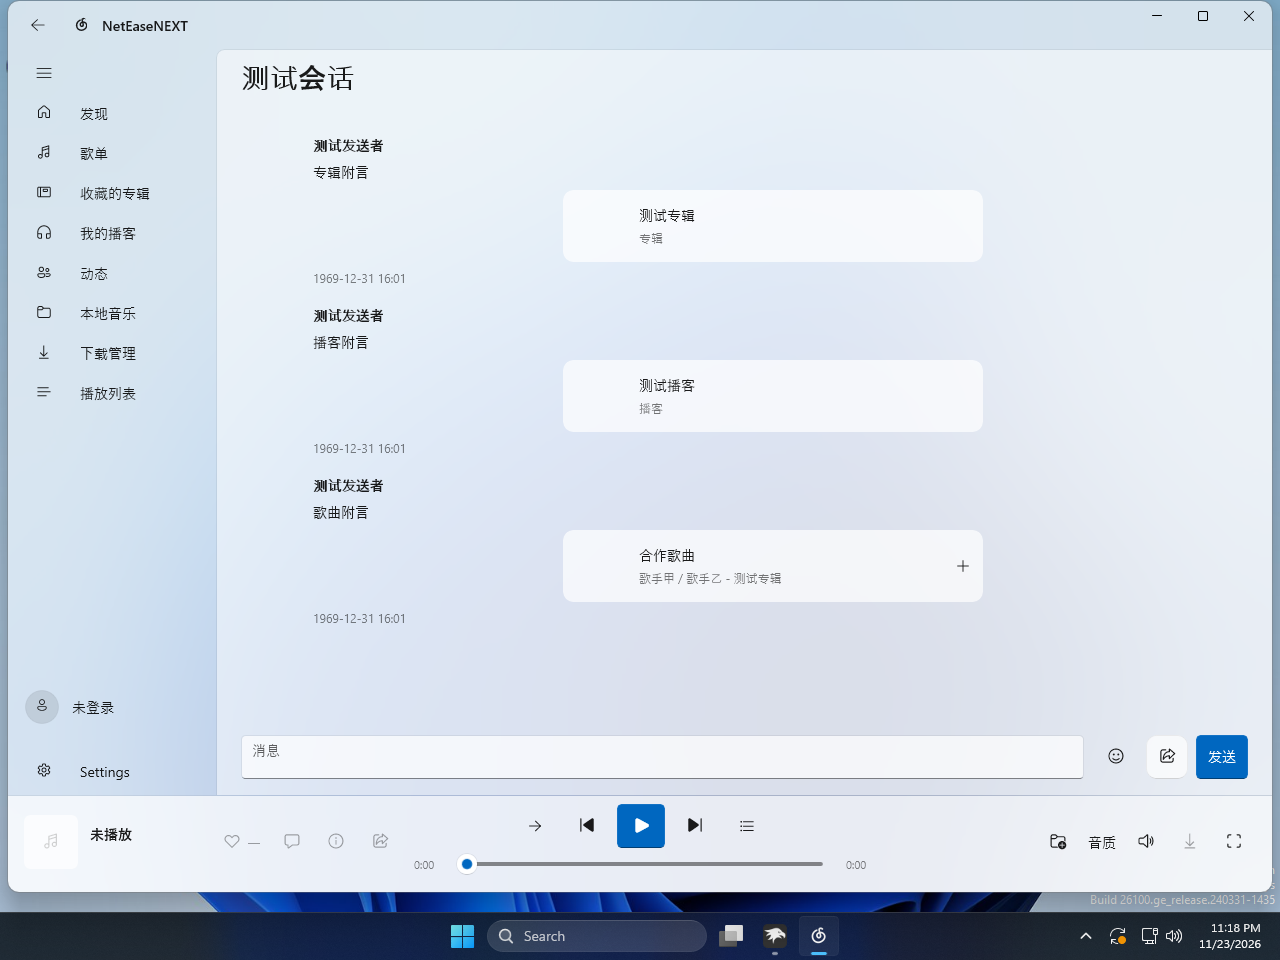 NetEaseNEXT
测试会话
发现
歌单
收藏的专辑
我的播客
动态
本地音乐
下载管理
播放列表
未登录
Settings
测试发送者
专辑附言
测试专辑
专辑
1969-12-31 16:01
测试发送者
播客附言
测试播客
播客
1969-12-31 16:01
测试发送者
歌曲附言
合作歌曲
歌手甲 / 歌手乙 - 测试专辑
1969-12-31 16:01
消息
发送
未播放
0:00
0:00
音质
Build 26100.ge_release.240331-1435
Search
11:18 PM
11/23/2026